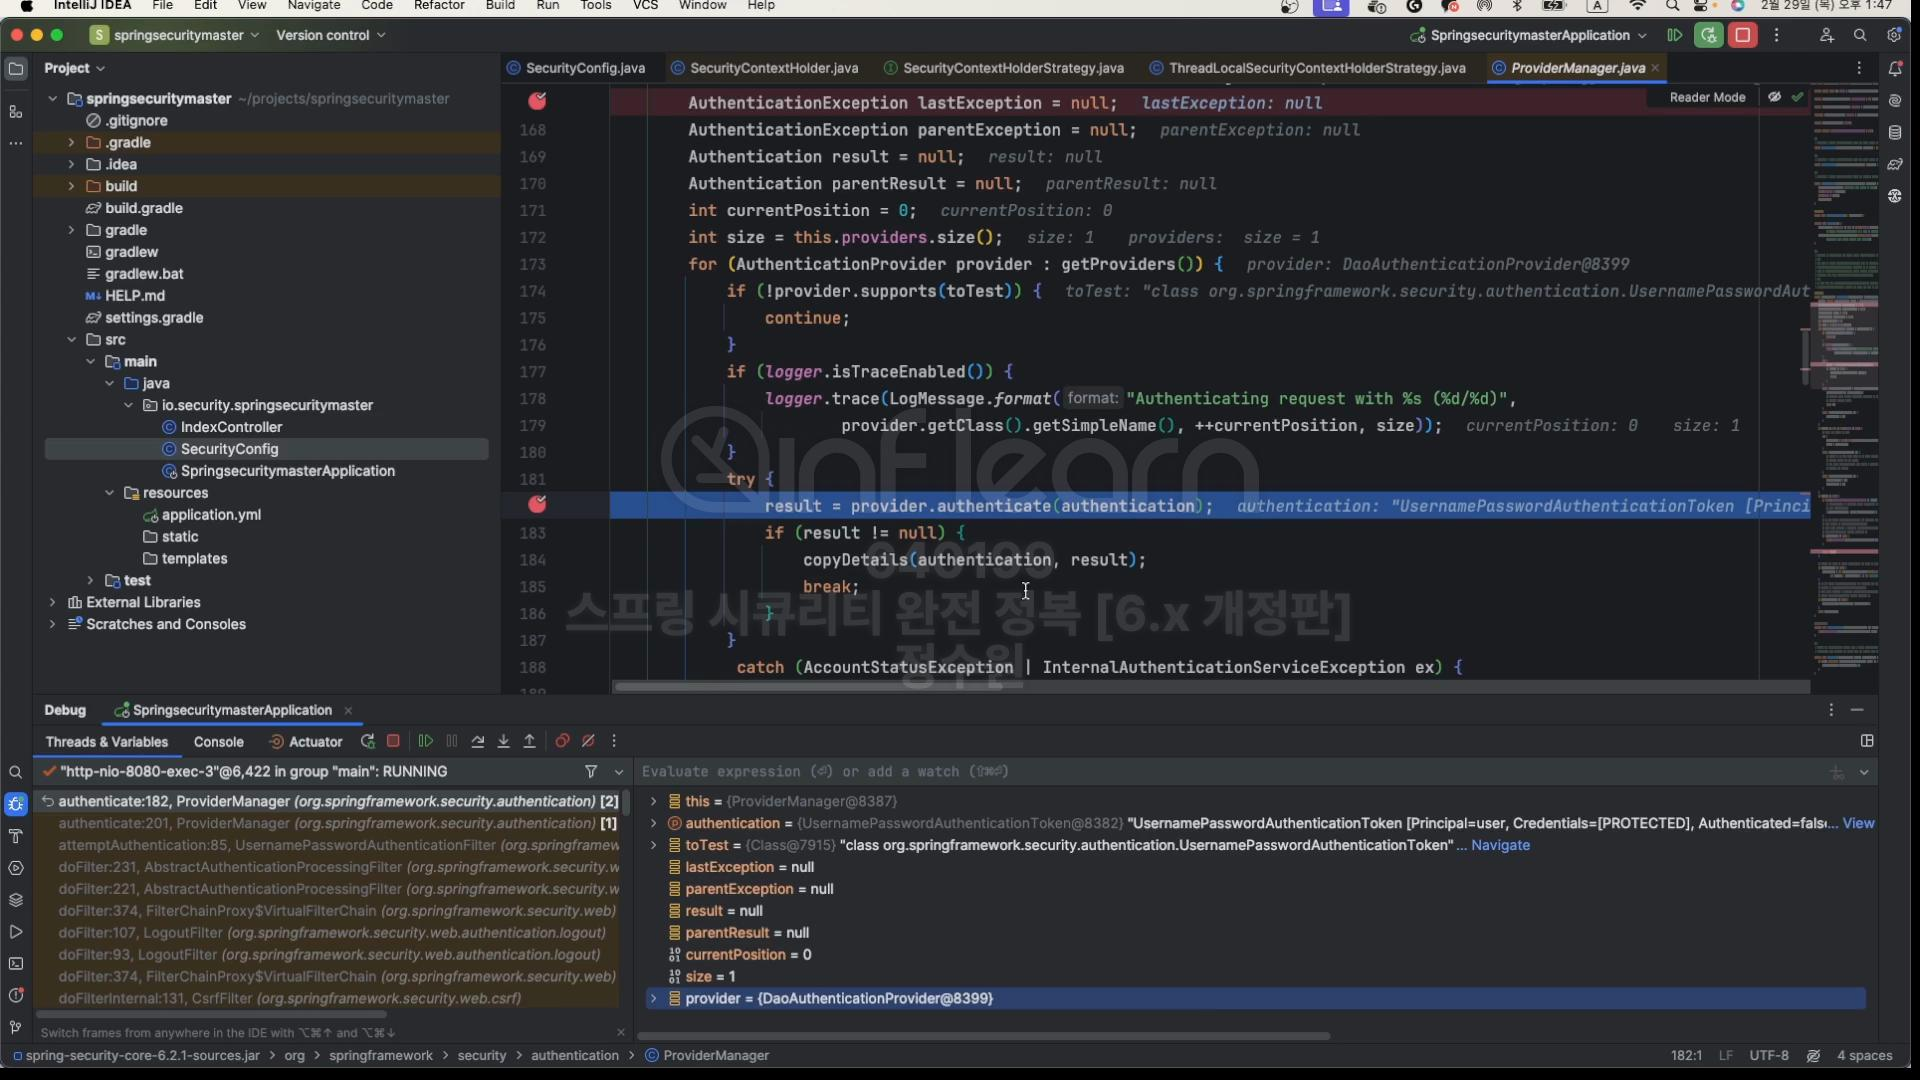 IntelliJ IDEA File Edit View Navigate Code Refactor Build Run Tools VCS Window Help
A 2월 29일 (목) 오후 1:47
S springsecuritymaster Version control SpringsecuritymasterApplication
Project
SecurityConfig.java SecurityContextHolder.java SecurityContextHolderStrategy.java ThreadLocalSecurityContextHolderStrategy.java ProviderManager.java
springsecuritymaster ~/projects/springsecuritymaster
.gitignore
.gradle
.idea
build
build.gradle
gradle
gradlew
gradlew.bat
HELP.md
settings.gradle
src
main
java
io.security.springsecuritymaster
IndexController
SecurityConfig
SpringsecuritymasterApplication
resources
application.yml
static
templates
test
External Libraries
Scratches and Consoles
Reader Mode
AuthenticationException lastException = null; lastException: null
168 AuthenticationException parentException = null; parentException: null
169 Authentication result = null; result: null
170 Authentication parentResult = null; parentResult: null
171 int currentPosition = 0; currentPosition: 0
172 int size = this.providers.size(); size: 1 providers: size = 1
173 for (AuthenticationProvider provider : getProviders()) { provider: DaoAuthenticationProvider@8399
174 if (!provider.supports(toTest)) { toTest: "class org.springframework.security.authentication.UsernamePasswordAut
175 continue;
176 }
177 if (logger.isTraceEnabled()) {
178 logger.trace(LogMessage.format( format: "Authenticating request with %s (%d/%d)",
179 provider.getClass().getSimpleName(), ++currentPosition, size)); currentPosition: 0 size: 1
180 }
181 try {
result = provider.authenticate(authentication); authentication: "UsernamePasswordAuthenticationToken [Princi
183 if (result != null) {
184 copyDetails(authentication, result);
185 break;
186 }
187 }
188 catch (AccountStatusException | InternalAuthenticationServiceException ex) {
189
inflearn
스프링 시큐리티 완전 정복 [6.x 개정판]
정수원
Debug SpringsecuritymasterApplication
Threads & Variables Console Actuator
"http-nio-8080-exec-3"@6,422 in group "main": RUNNING
authenticate:182, ProviderManager (org.springframework.security.authentication) [2]
authenticate:201, ProviderManager (org.springframework.security.authentication) [1]
attemptAuthentication:85, UsernamePasswordAuthenticationFilter (org.springframew
doFilter:231, AbstractAuthenticationProcessingFilter (org.springframework.security.w
doFilter:221, AbstractAuthenticationProcessingFilter (org.springframework.security.w
doFilter:374, FilterChainProxy$VirtualFilterChain (org.springframework.security.web)
doFilter:107, LogoutFilter (org.springframework.security.web.authentication.logout)
doFilter:93, LogoutFilter (org.springframework.security.web.authentication.logout)
doFilter:374, FilterChainProxy$VirtualFilterChain (org.springframework.security.web)
doFilterInternal:131, CsrfFilter (org.springframework.security.web.csrf)
Switch frames from anywhere in the IDE with ⌥⌘↑ and ⌥⌘↓
Evaluate expression (⏎) or add a watch (⇧⌘⏎)
this = {ProviderManager@8387}
authentication = {UsernamePasswordAuthenticationToken@8382} "UsernamePasswordAuthenticationToken [Principal=user, Credentials=[PROTECTED], Authenticated=fals... View
toTest = {Class@7915} "class org.springframework.security.authentication.UsernamePasswordAuthenticationToken" ... Navigate
lastException = null
parentException = null
result = null
parentResult = null
currentPosition = 0
size = 1
provider = {DaoAuthenticationProvider@8399}
spring-security-core-6.2.1-sources.jar > org > springframework > security > authentication > ProviderManager
182:1 LF UTF-8 4 spaces